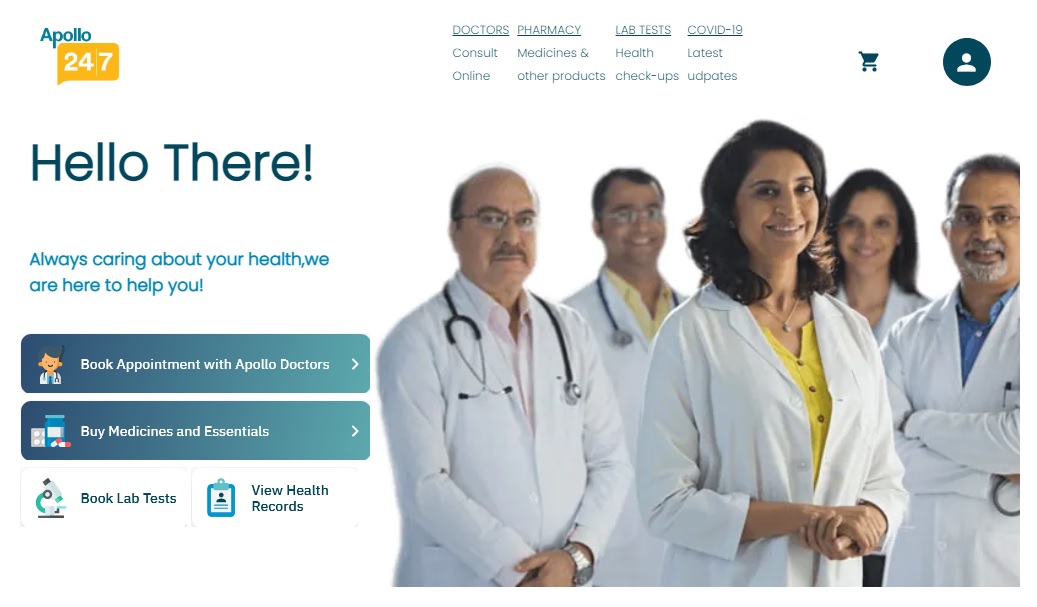 Apollo
24|7
DOCTORS PHARMACY LAB TESTS COVID-19
Consult Medicines & Health Latest
Online other products check-ups udpates
Hello There!
Always caring about your health,we
are here to help you!
Book Appointment with Apollo Doctors
Buy Medicines and Essentials
Book Lab Tests
View Health
Records